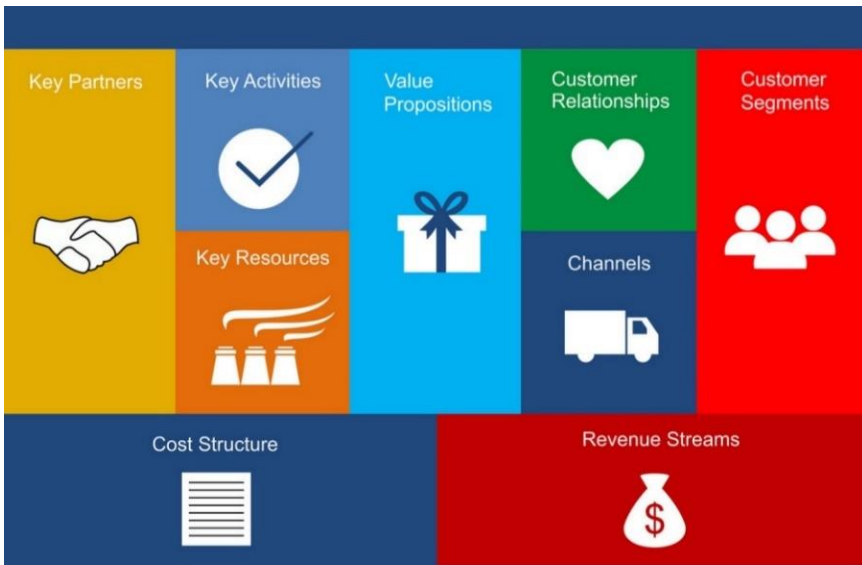 Key Partners
Key Activities
Value
Propositions
Customer
Relationships
Customer
Segments
Key Resources
Channels
Cost Structure
Revenue Streams
$